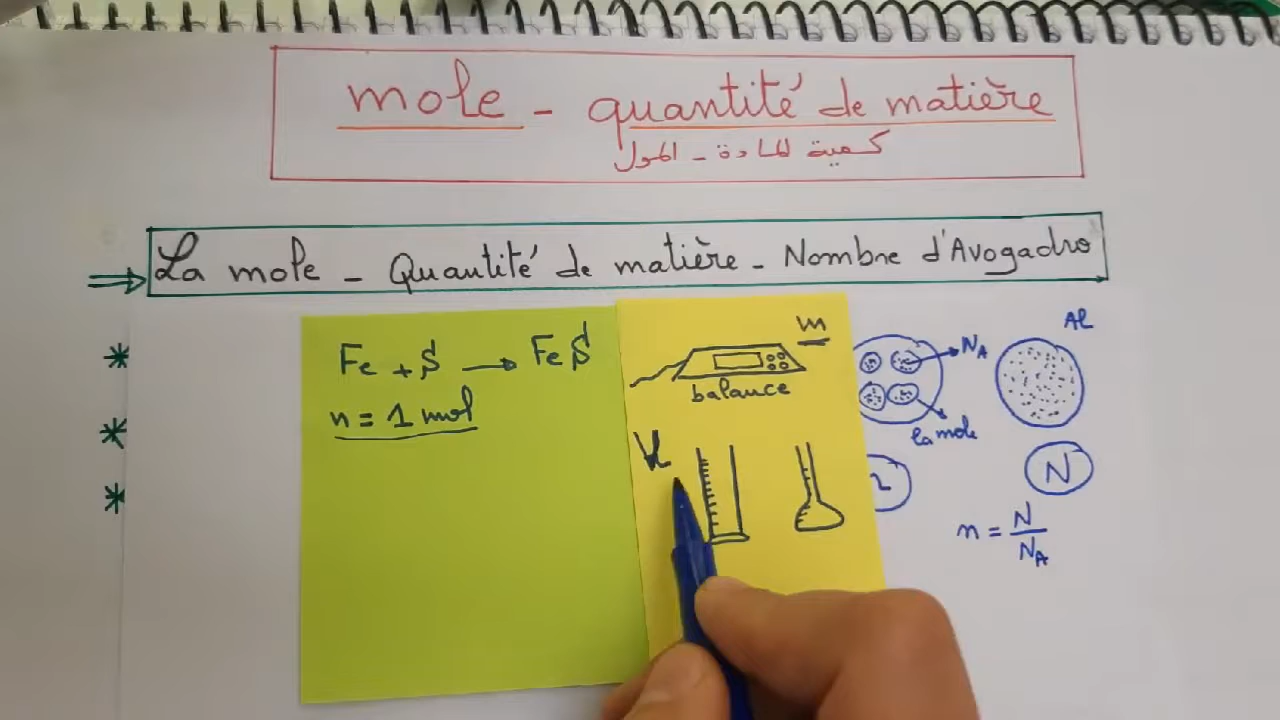 mole - quantité de matière
كمية المادة - المول
La mole - Quantité de matière - Nombre d'Avogadro
Fe + S → FeS
n = 1 mol
m
balance
V
NA
la mole
Al
N
n = N / NA